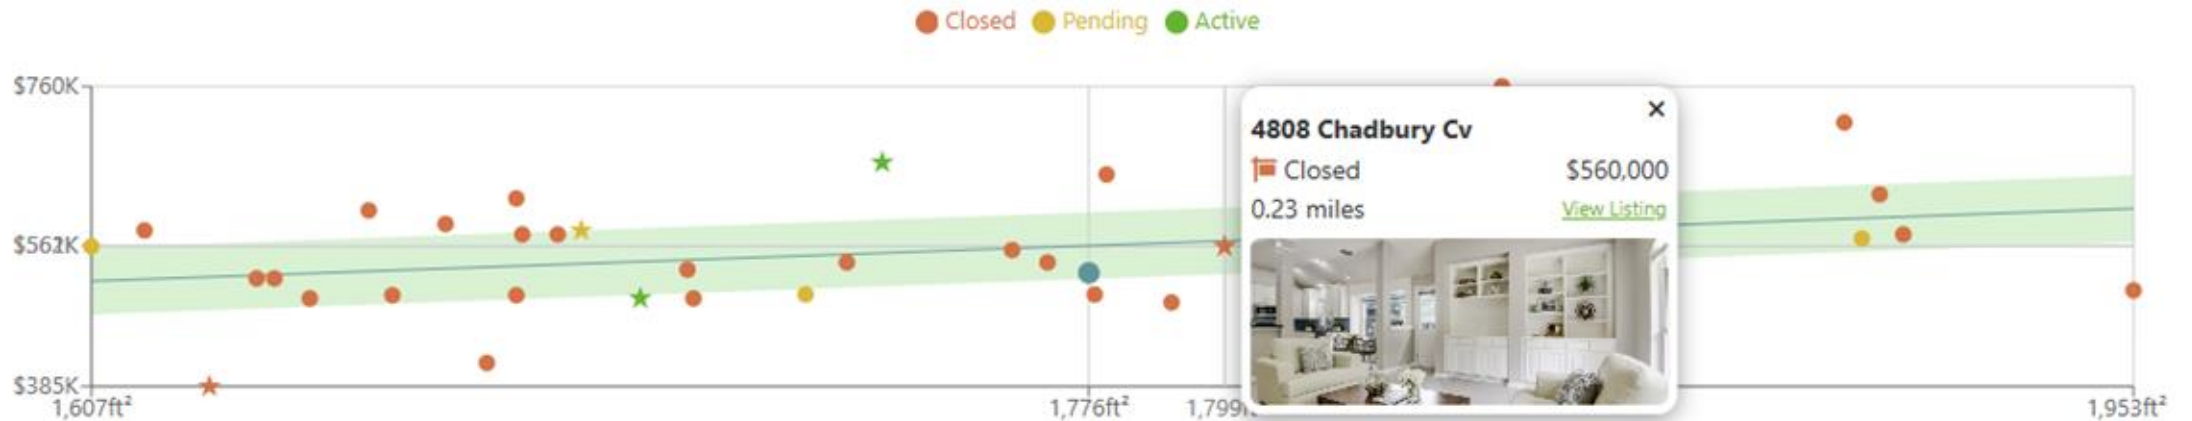 Closed Pending Active
$760K
4808 Chadbury Cv
Closed $560,000
0.23 miles View Listing
$385K
1,607ft² 1,776ft² 1,953ft²